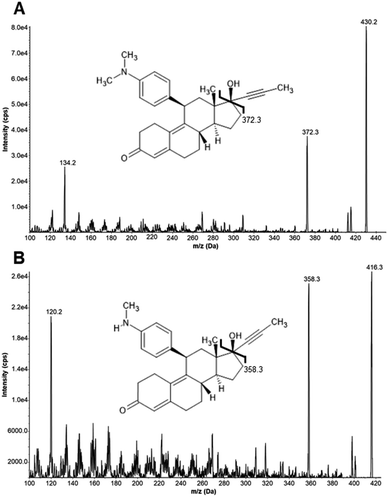 A
430.2
8.0e4
7.0e4
6.0e4
5.0e4
4.0e4
3.0e4
2.0e4
1.0e4
Intensity (cps)
CH₃
H₃C N
H₃C OH
CH₃
372.3
H H
O
372.3
134.2
100 120 140 160 180 200 220 240 260 280 300 320 340 360 380 400 420 440
m/z (Da)
B
416.3
358.3
2.6e4
2.2e4
1.8e4
1.4e4
1.0e4
6000.0
2000.0
Intensity (cps)
120.2
CH₃
HN
H₃C OH
CH₃
358.3
H H
O
100 120 140 160 180 200 220 240 260 280 300 320 340 360 380 400 420
m/z (Da)